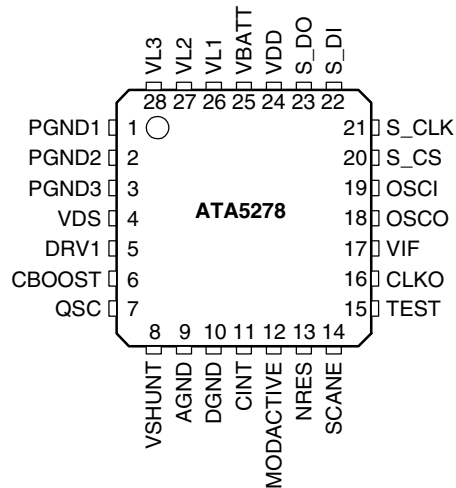 VL3 VL2 VL1 VBATT VDD S_DO S_DI
28 27 26 25 24 23 22
PGND1 1 21 S_CLK
PGND2 2 20 S_CS
PGND3 3 19 OSCI
VDS 4 ATA5278 18 OSCO
DRV1 5 17 VIF
CBOOST 6 16 CLKO
QSC 7 15 TEST
8 9 10 11 12 13 14
VSHUNT AGND DGND CINT MODACTIVE NRES SCANE